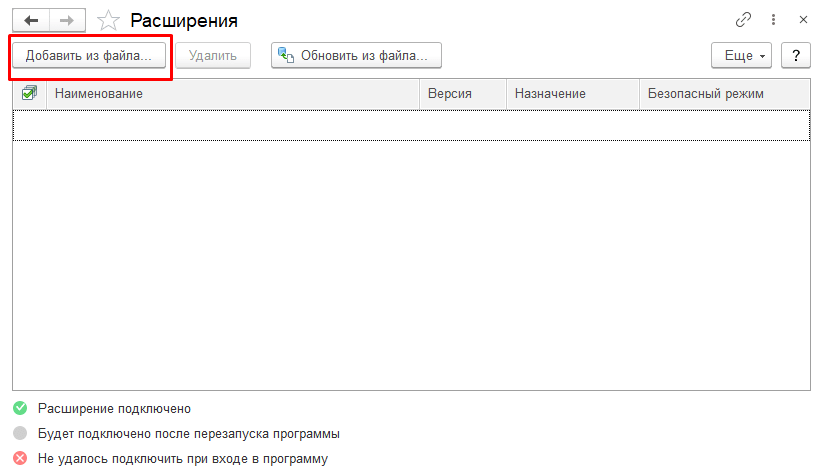 Расширения
Добавить из файла... Удалить Обновить из файла... Еще ?
Наименование Версия Назначение Безопасный режим
Расширение подключено
Будет подключено после перезапуска программы
Не удалось подключить при входе в программу